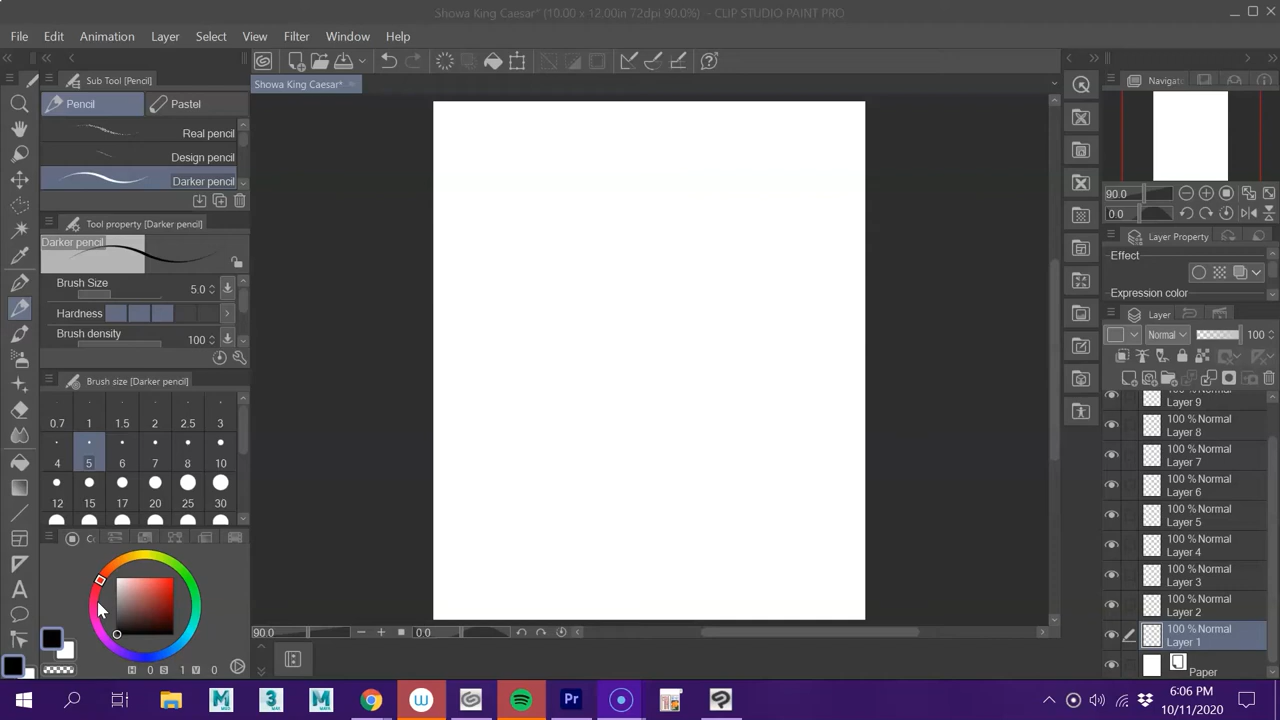 Showa King Caesar* (10.00 x 12.00in 72dpi 90.0%) - CLIP STUDIO PAINT PRO
File Edit Animation Layer Select View Filter Window Help
Sub Tool [Pencil]
Pencil Pastel
Real pencil
Design pencil
Darker pencil
Tool property [Darker pencil]
Darker pencil
Brush Size 5.0
Hardness
Brush density 100
Brush size [Darker pencil]
0.7 1 1.5 2 2.5 3
4 5 6 7 8 10
12 15 17 20 25 30
H 0 S 1 V 0
Showa King Caesar*
90.0 0.0
Navigat
90.0
0.0
Layer Property
Effect
Expression color
Layer
Normal 100
100 % Normal
Layer 9
100 % Normal
Layer 8
100 % Normal
Layer 7
100 % Normal
Layer 6
100 % Normal
Layer 5
100 % Normal
Layer 4
100 % Normal
Layer 3
100 % Normal
Layer 2
100 % Normal
Layer 1
Paper
6:06 PM
10/11/2020